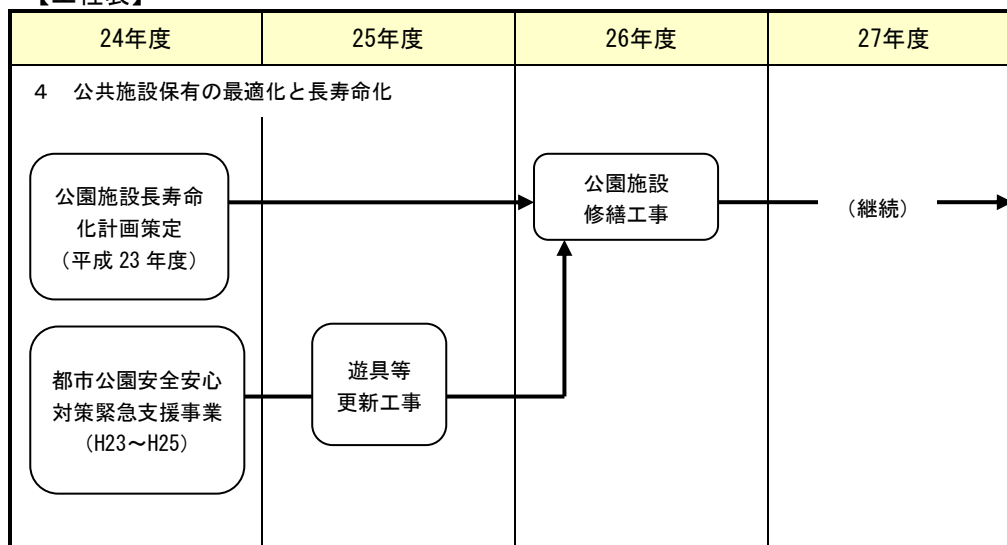 24年度
25年度
26年度
27年度
4 公共施設保有の最適化と長寿命化
公園施設長寿命
化計画策定
（平成 23 年度）
公園施設
修繕工事
（継続）
都市公園安全安心
対策緊急支援事業
（H23～H25）
遊具等
更新工事